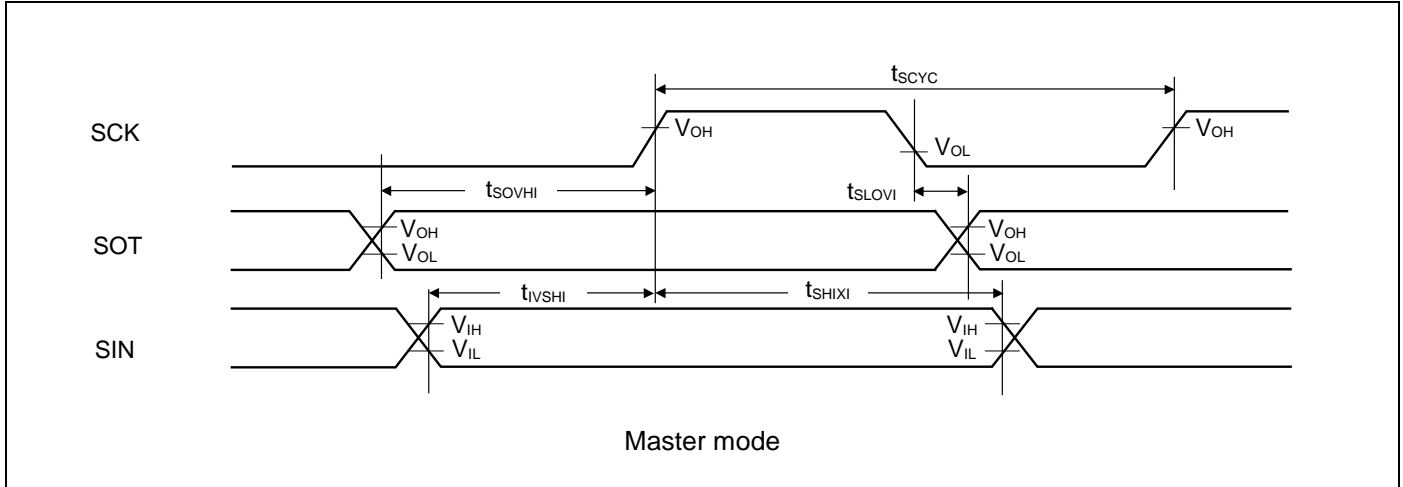 tSCYC
SCK
VOH
VOL
VOH
tSOVHI
tSLOVI
SOT
VOH
VOL
VOH
VOL
tIVSHI
tSHIXI
SIN
VIH
VIL
VIH
VIL
Master mode